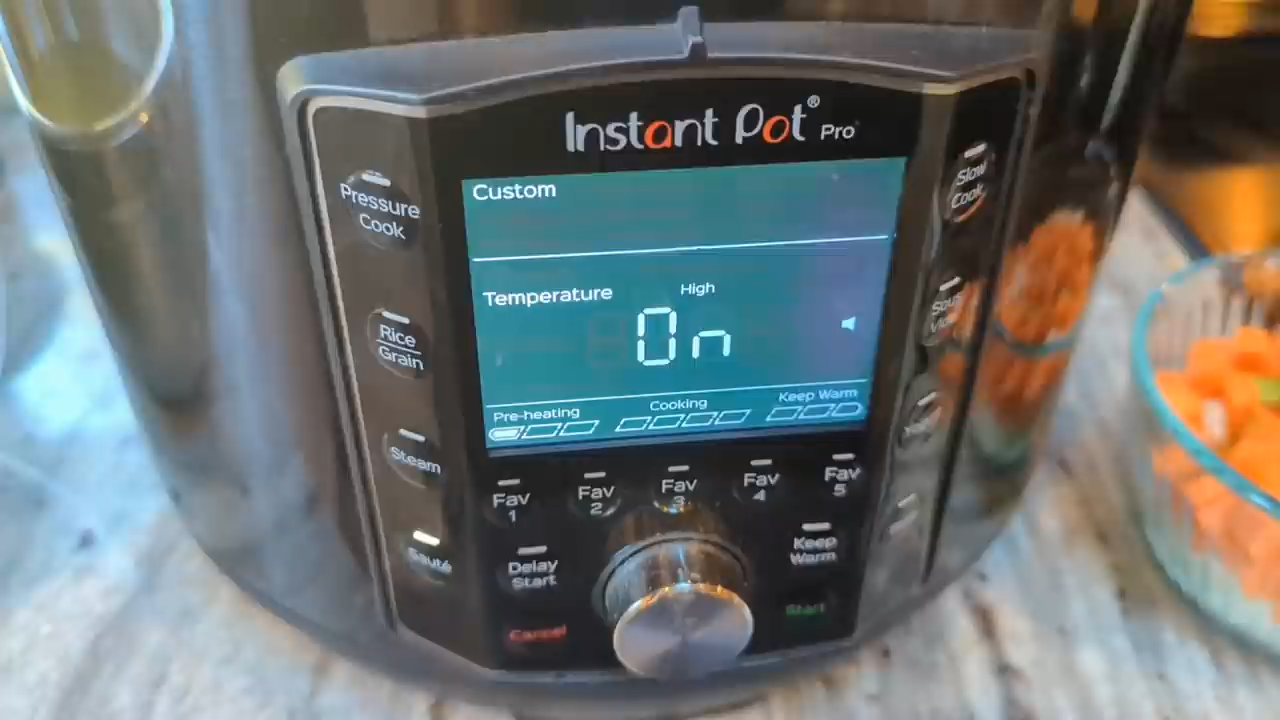 Instant Pot® Pro
Custom
Temperature
High
On
Pre-heating
Cooking
Keep Warm
Pressure
Cook
Rice
Grain
Steam
Sauté
Slow
Cook
Sous
Fav
1
Fav
2
Fav
3
Fav
4
Fav
5
Delay
Start
Keep
Warm
Cancel
Start